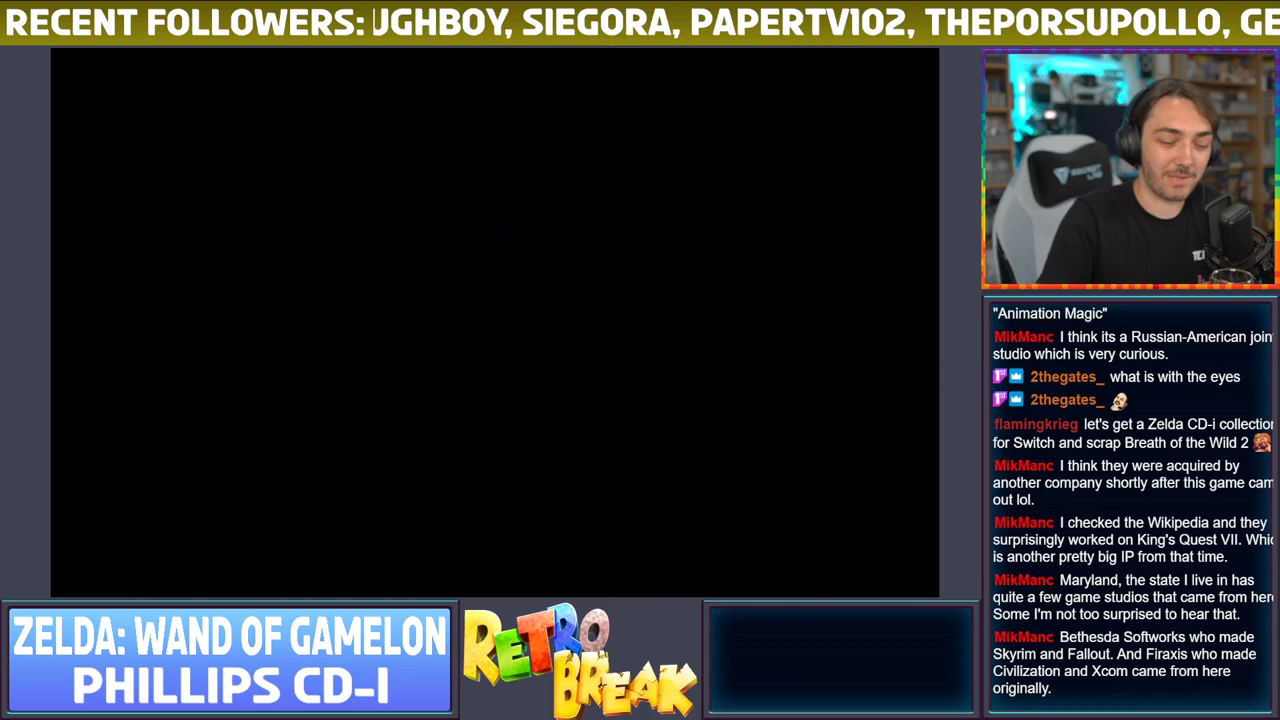 RECENT FOLLOWERS: JGHBOY, SIEGORA, PAPERTV102, THEPORSUPOLLO, GE
"Animation Magic"
MikManc I think its a Russian-American join
studio which is very curious.
2thegates_ what is with the eyes
2thegates_
flamingkrieg let's get a Zelda CD-i collection
for Switch and scrap Breath of the Wild 2
MikManc I think they were acquired by
another company shortly after this game cam
out lol.
MikManc I checked the Wikipedia and they
surprisingly worked on King's Quest VII. Whic
is another pretty big IP from that time.
MikManc Maryland, the state I live in has
quite a few game studios that came from here
Some I'm not too surprised to hear that.
MikManc Bethesda Softworks who made
Skyrim and Fallout. And Firaxis who made
Civilization and Xcom came from here
originally.
ZELDA: WAND OF GAMELON
PHILLIPS CD-I
RETRO
BREAK